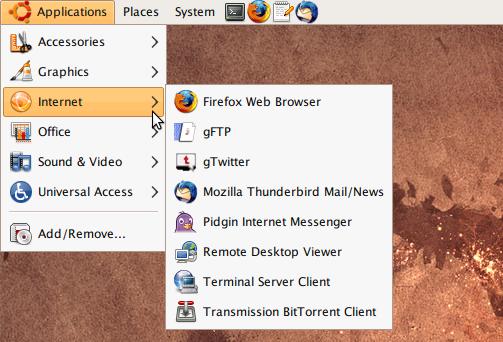 Applications Places System
Accessories
Graphics
Internet
Office
Sound & Video
Universal Access
Add/Remove...
Firefox Web Browser
gFTP
gTwitter
Mozilla Thunderbird Mail/News
Pidgin Internet Messenger
Remote Desktop Viewer
Terminal Server Client
Transmission BitTorrent Client